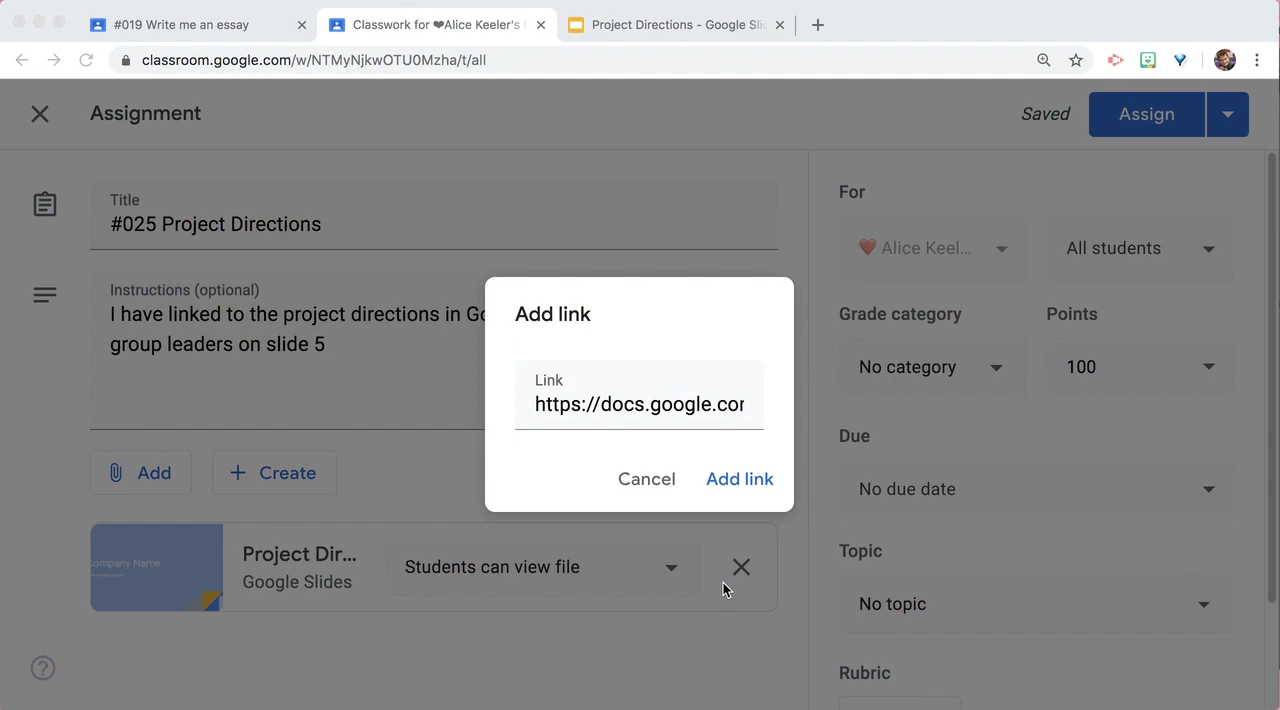 #019 Write me an essay
Classwork for ❤Alice Keeler's
Project Directions - Google Slid
classroom.google.com/w/NTMyNjkwOTU0Mzha/t/all
Assignment
Saved
Assign
Title
#025 Project Directions
Instructions (optional)
I have linked to the project directions in Go
group leaders on slide 5
Add
Create
Company Name
Project Dir...
Google Slides
Students can view file
Add link
Link
https://docs.google.cor
Cancel
Add link
For
❤️ Alice Keel...
All students
Grade category
Points
No category
100
Due
No due date
Topic
No topic
Rubric